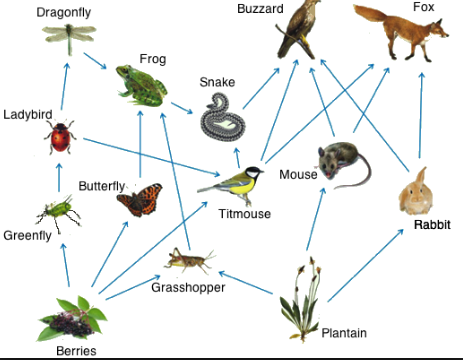 Buzzard
Fox
Dragonfly
Frog
Snake
Ladybird
Mouse
Butterfly
Titmouse
Rabbit
Greenfly
Grasshopper
Plantain
Berries